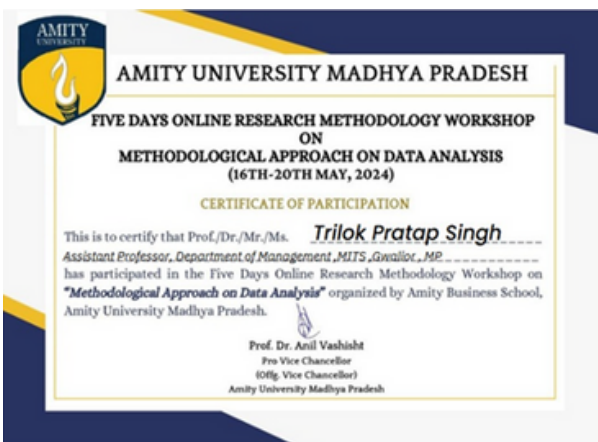 AMITY
UNIVERSITY
AMITY UNIVERSITY MADHYA PRADESH
FIVE DAYS ONLINE RESEARCH METHODOLOGY WORKSHOP
ON
METHODOLOGICAL APPROACH ON DATA ANALYSIS
(16TH-20TH MAY, 2024)
CERTIFICATE OF PARTICIPATION
This is to certify that Prof./Dr./Mr./Ms. Trilok Pratap Singh
Assistant Professor, Department of Management ,MITS ,Gwalior , MP
has participated in the Five Days Online Research Methodology Workshop on
"Methodological Approach on Data Analysis" organized by Amity Business School,
Amity University Madhya Pradesh.
Prof. Dr. Anil Vashisht
Pro Vice Chancellor
(Offg. Vice Chancellor)
Amity University Madhya Pradesh